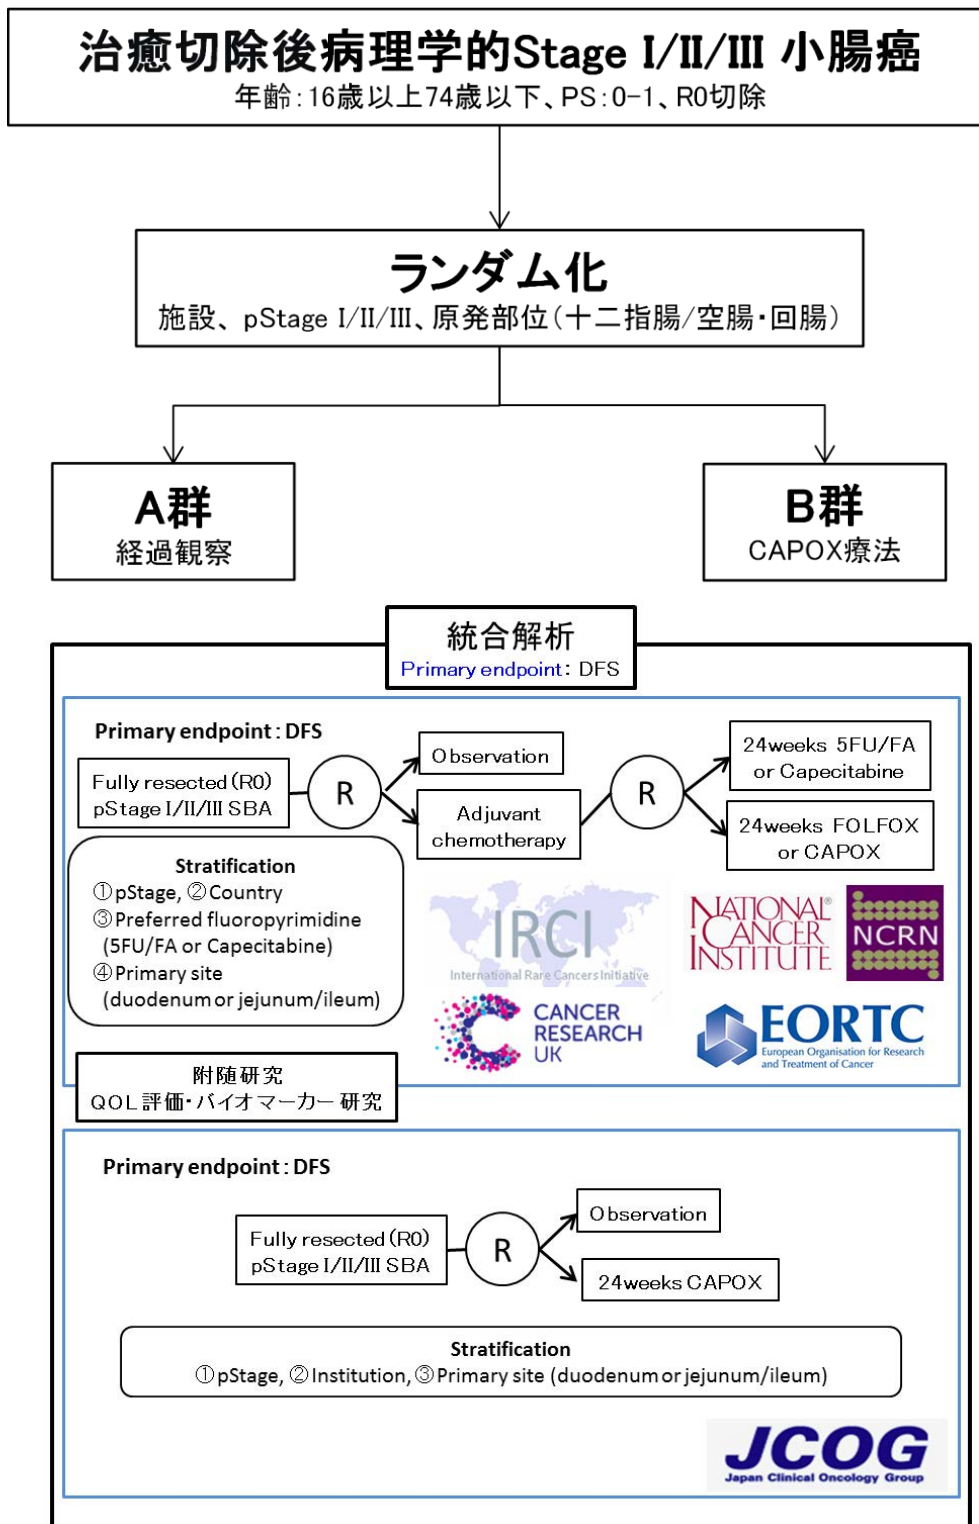 治癒切除後病理学的Stage I/II/III 小腸癌
年齢：16歳以上74歳以下、PS：0-1、R0切除
ランダム化
施設、pStage I/II/III、原発部位（十二指腸/空腸・回腸）
A群
経過観察
B群
CAPOX療法
統合解析
Primary endpoint： DFS
Primary endpoint：DFS
Fully resected (R0)
pStage I/II/III SBA
R
Observation
Adjuvant
chemotherapy
R
24weeks 5FU/FA
or Capecitabine
24weeks FOLFOX
or CAPOX
Stratification
①pStage, ②Country
③Preferred fluoropyrimidine
(5FU/FA or Capecitabine)
④Primary site
(duodenum or jejunum/ileum)
IRCI
International Rare Cancers Initiative
NATIONAL®
CANCER
INSTITUTE
NCRN
CANCER
RESEARCH
UK
EORTC
European Organisation for Research
and Treatment of Cancer
附随研究
QOL評価・バイオマーカー研究
Primary endpoint：DFS
Fully resected (R0)
pStage I/II/III SBA
R
Observation
24weeks CAPOX
Stratification
①pStage, ②Institution, ③Primary site (duodenum or jejunum/ileum)
JCOG
Japan Clinical Oncology Group